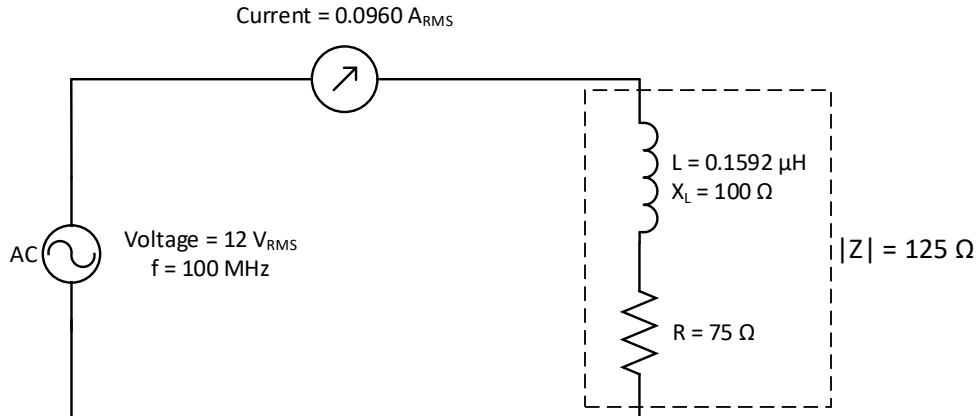 Current = 0.0960 A_RMS
L = 0.1592 μH
X_L = 100 Ω
AC
Voltage = 12 V_RMS
f = 100 MHz
|Z| = 125 Ω
R = 75 Ω